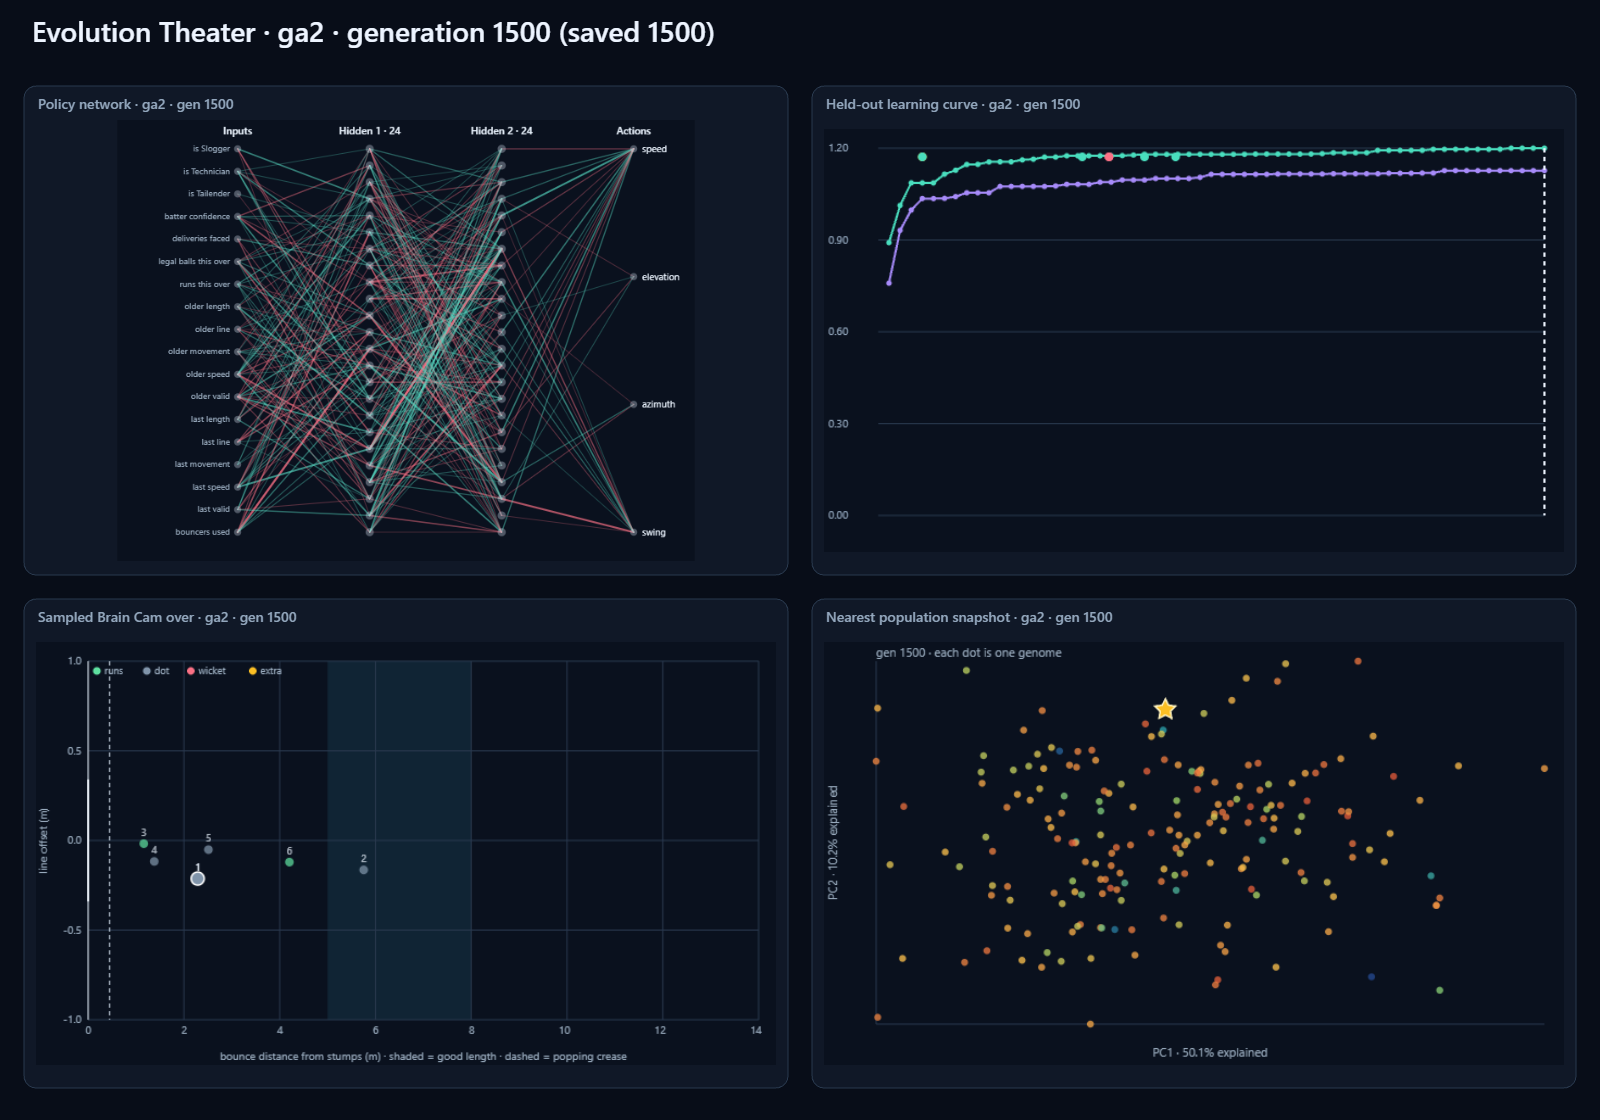 Evolution Theater · ga2 · generation 1500 (saved 1500)
Policy network · ga2 · gen 1500
Inputs
Hidden 1 · 24
Hidden 2 · 24
Actions
is Slogger
is Technician
is Tailender
batter confidence
deliveries faced
legal balls this over
runs this over
older length
older line
older movement
older speed
older valid
last length
last line
last movement
last speed
last valid
bouncers used
speed
elevation
azimuth
swing
Held-out learning curve · ga2 · gen 1500
1.20
0.90
0.60
0.30
0.00
Sampled Brain Cam over · ga2 · gen 1500
runs
dot
wicket
extra
1.0
0.5
0.0
-0.5
-1.0
line offset (m)
3
4
5
1
6
2
0
2
4
6
8
10
12
14
bounce distance from stumps (m) · shaded = good length · dashed = popping crease
Nearest population snapshot · ga2 · gen 1500
gen 1500 · each dot is one genome
PC2 · 10.2% explained
PC1 · 50.1% explained